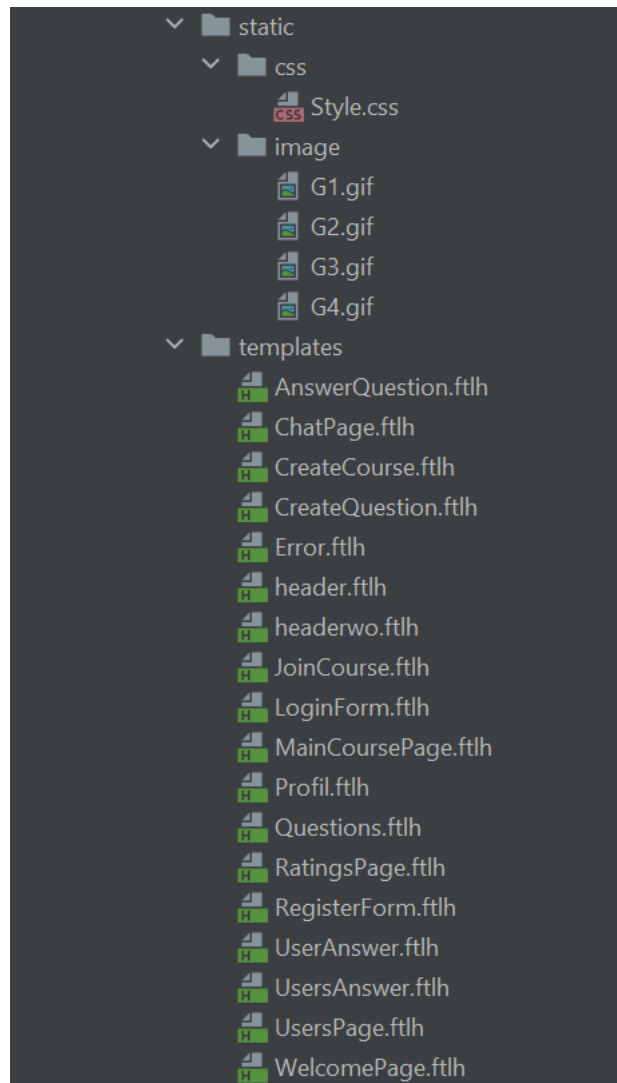 static
css
CSS Style.css
image
G1.gif
G2.gif
G3.gif
G4.gif
templates
H AnswerQuestion.ftlh
H ChatPage.ftlh
H CreateCourse.ftlh
H CreateQuestion.ftlh
H Error.ftlh
H header.ftlh
H headerwo.ftlh
H JoinCourse.ftlh
H LoginForm.ftlh
H MainCoursePage.ftlh
H Profil.ftlh
H Questions.ftlh
H RatingsPage.ftlh
H RegisterForm.ftlh
H UserAnswer.ftlh
H UsersAnswer.ftlh
H UsersPage.ftlh
H WelcomePage.ftlh